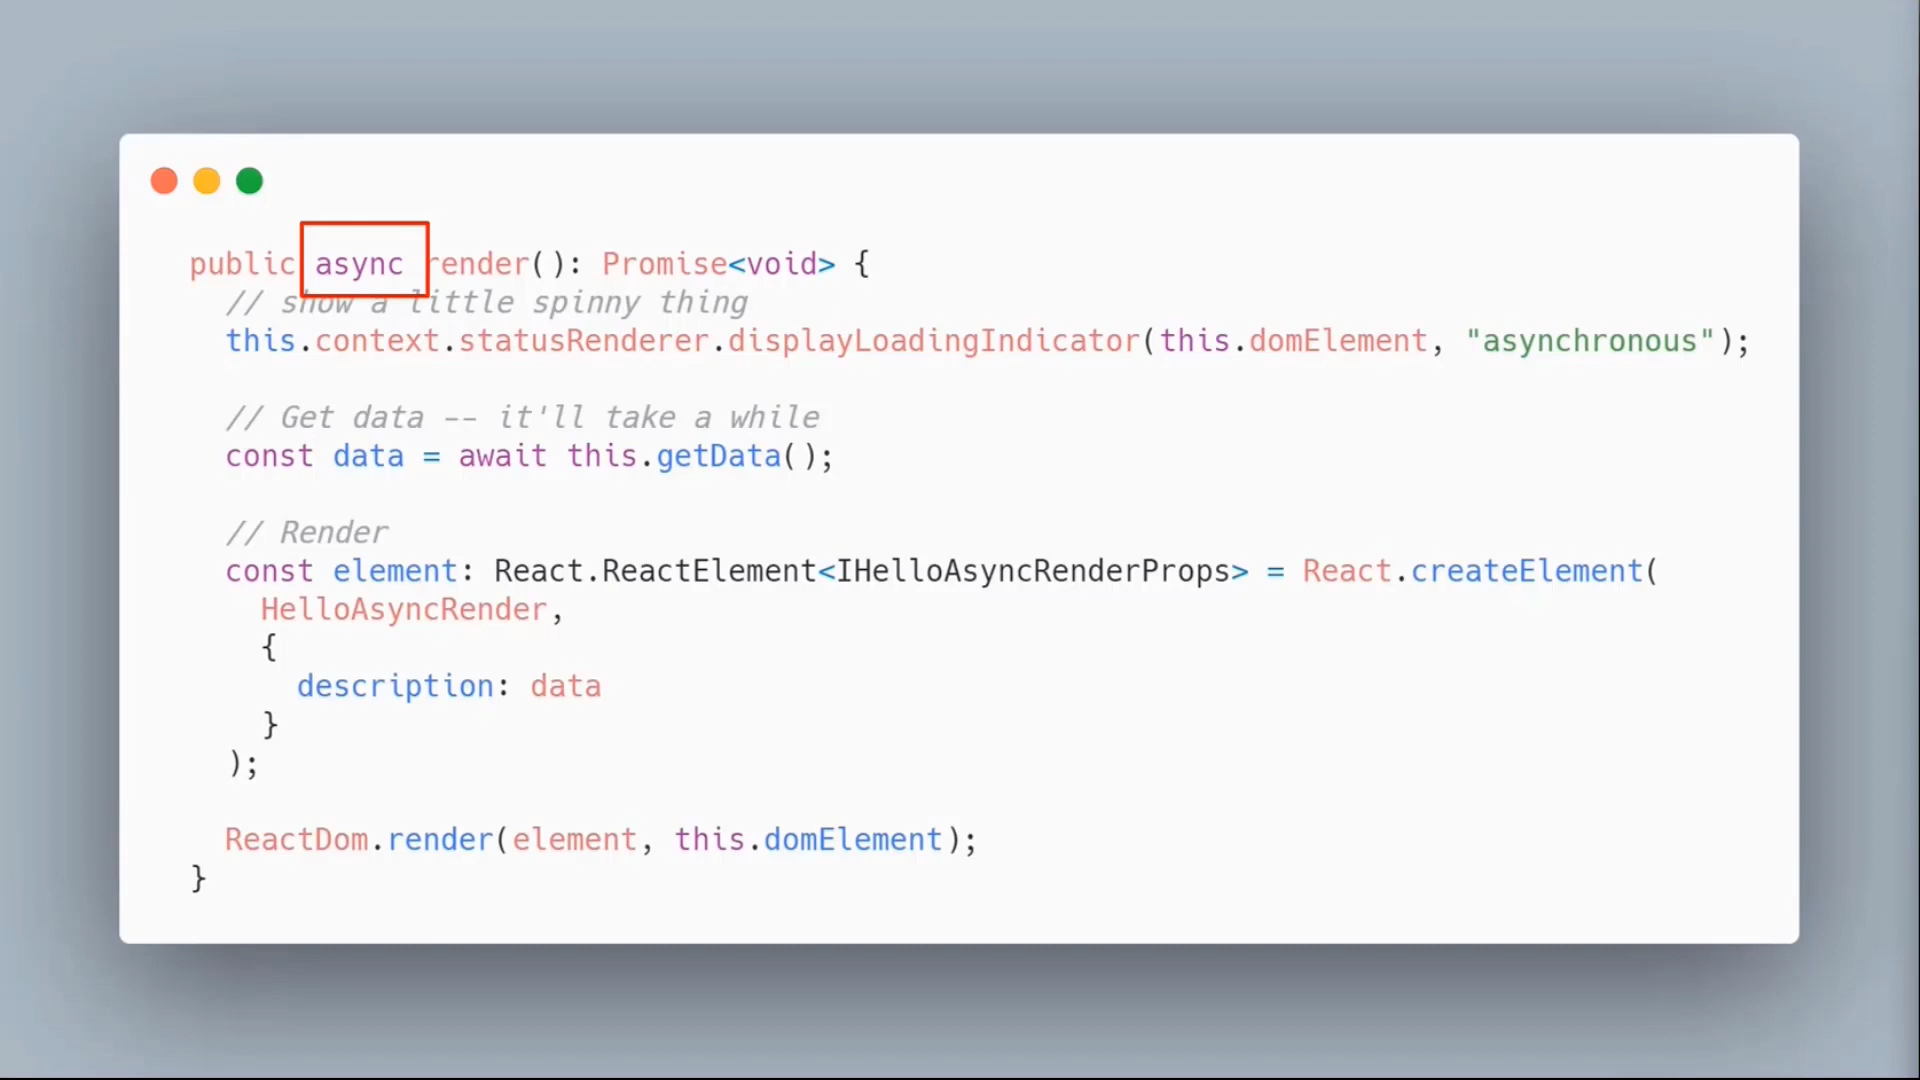 public async render(): Promise<void> {
// show a little spinny thing
this.context.statusRenderer.displayLoadingIndicator(this.domElement, "asynchronous");
// Get data -- it'll take a while
const data = await this.getData();
// Render
const element: React.ReactElement<IHelloAsyncRenderProps> = React.createElement(
HelloAsyncRender,
{
description: data
}
);
ReactDom.render(element, this.domElement);
}